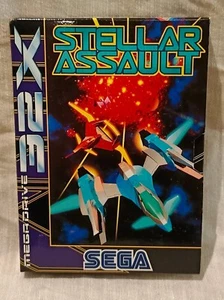 STELLAR
ASSAULT
MEGADRIVE 32X
SEGA